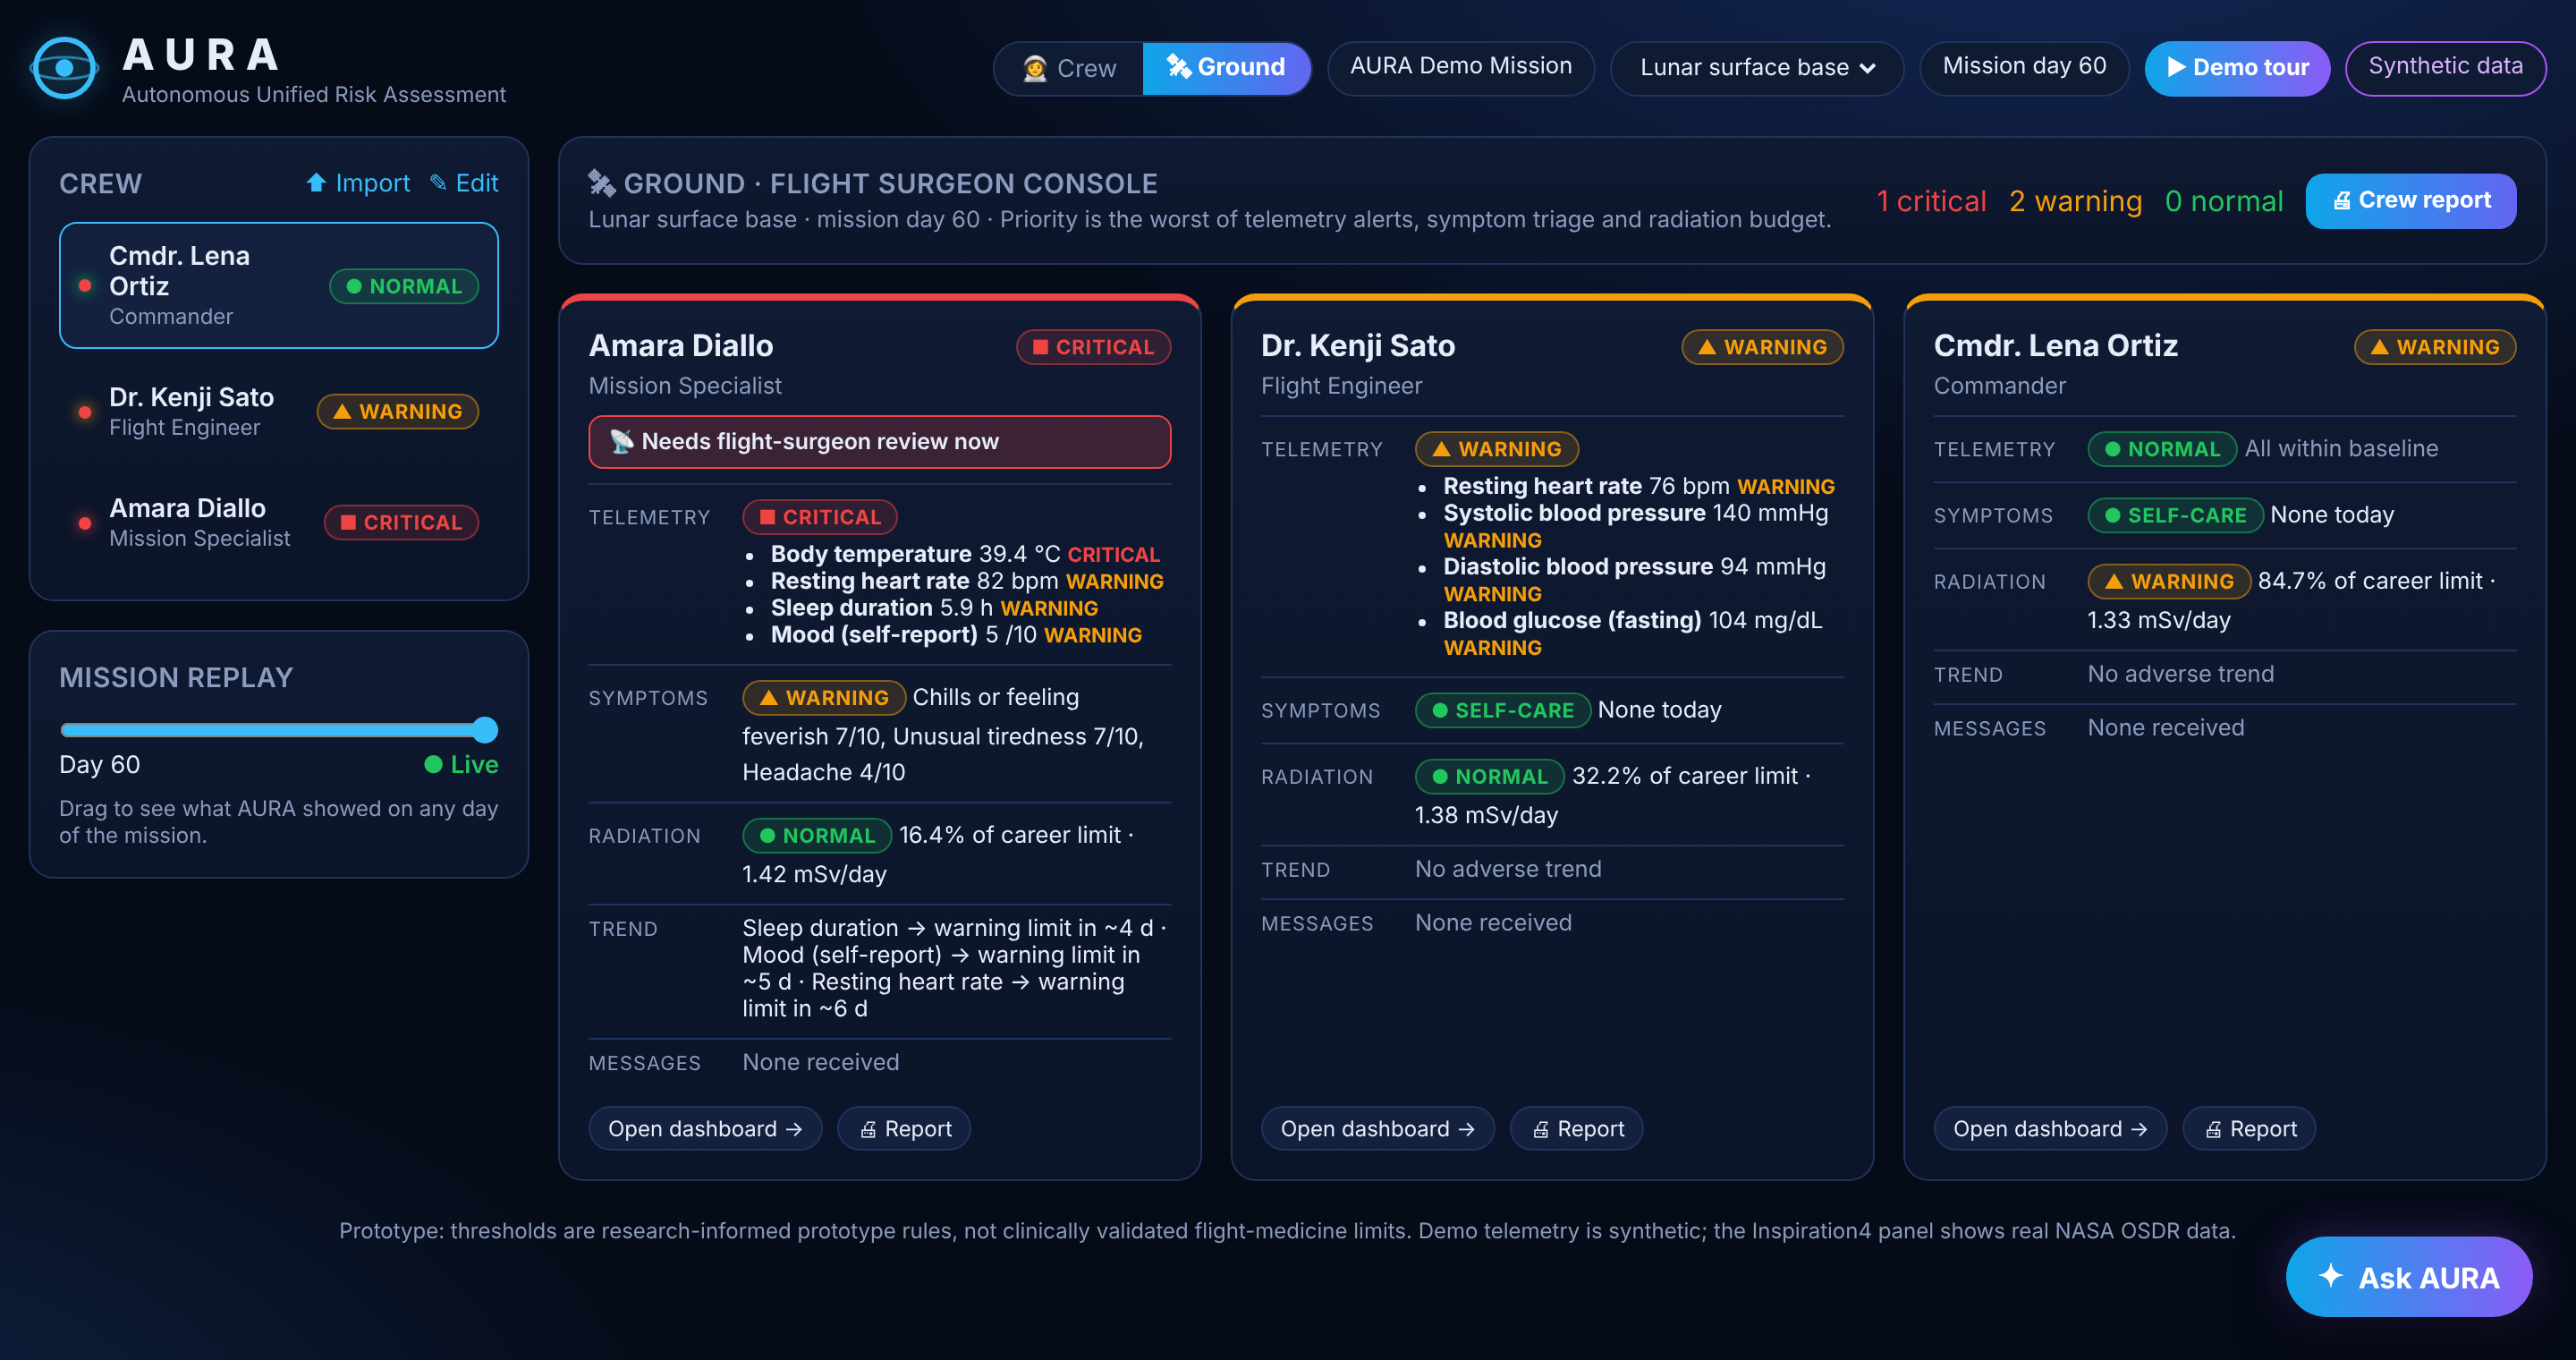 AURA
Autonomous Unified Risk Assessment
Crew
Ground
AURA Demo Mission
Lunar surface base
Mission day 60
▶ Demo tour
Synthetic data
CREW
Import
✎ Edit
Cmdr. Lena
Ortiz
Commander
● NORMAL
Dr. Kenji Sato
Flight Engineer
▲ WARNING
Amara Diallo
Mission Specialist
■ CRITICAL
MISSION REPLAY
Day 60
● Live
Drag to see what AURA showed on any day
of the mission.
GROUND · FLIGHT SURGEON CONSOLE
Lunar surface base · mission day 60 · Priority is the worst of telemetry alerts, symptom triage and radiation budget.
1 critical
2 warning
0 normal
Crew report
Amara Diallo
■ CRITICAL
Mission Specialist
Needs flight-surgeon review now
TELEMETRY
■ CRITICAL
• Body temperature 39.4 °C CRITICAL
• Resting heart rate 82 bpm WARNING
• Sleep duration 5.9 h WARNING
• Mood (self-report) 5 /10 WARNING
SYMPTOMS
▲ WARNING Chills or feeling
feverish 7/10, Unusual tiredness 7/10,
Headache 4/10
RADIATION
● NORMAL 16.4% of career limit ·
1.42 mSv/day
TREND
Sleep duration → warning limit in ~4 d ·
Mood (self-report) → warning limit in
~5 d · Resting heart rate → warning
limit in ~6 d
MESSAGES
None received
Open dashboard →
Report
Dr. Kenji Sato
▲ WARNING
Flight Engineer
TELEMETRY
▲ WARNING
• Resting heart rate 76 bpm WARNING
• Systolic blood pressure 140 mmHg
WARNING
• Diastolic blood pressure 94 mmHg
WARNING
• Blood glucose (fasting) 104 mg/dL
WARNING
SYMPTOMS
● SELF-CARE None today
RADIATION
● NORMAL 32.2% of career limit ·
1.38 mSv/day
TREND
No adverse trend
MESSAGES
None received
Open dashboard →
Report
Cmdr. Lena Ortiz
▲ WARNING
Commander
TELEMETRY
● NORMAL All within baseline
SYMPTOMS
● SELF-CARE None today
RADIATION
▲ WARNING 84.7% of career limit ·
1.33 mSv/day
TREND
No adverse trend
MESSAGES
None received
Open dashboard →
Report
Prototype: thresholds are research-informed prototype rules, not clinically validated flight-medicine limits. Demo telemetry is synthetic; the Inspiration4 panel shows real NASA OSDR data.
✦ Ask AURA